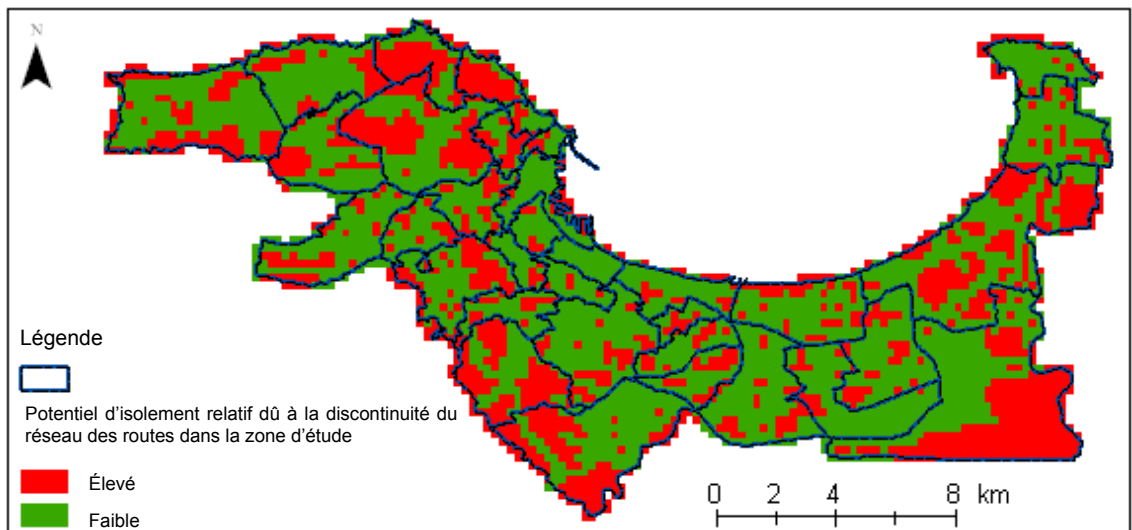 N
Légende
Potentiel d'isolement relatif dû à la discontinuité du
réseau des routes dans la zone d'étude
Élevé
Faible
0 2 4 8 km